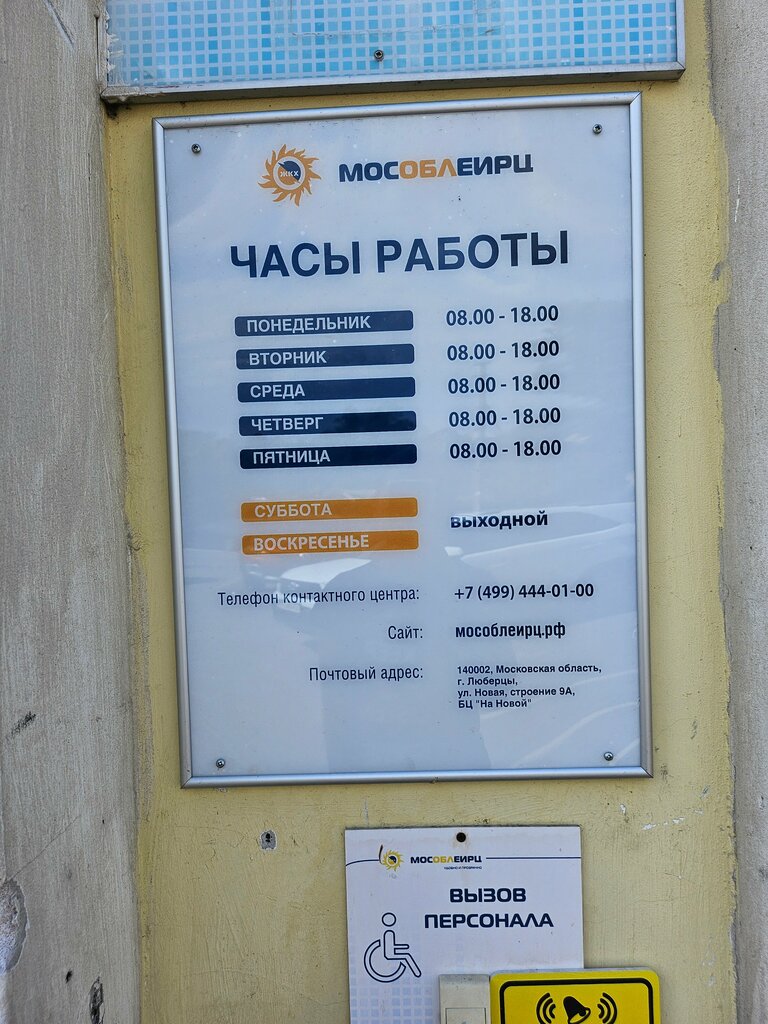 ЖКХ
МОСОБЛЕИРЦ
ЧАСЫ РАБОТЫ
ПОНЕДЕЛЬНИК 08.00 - 18.00
ВТОРНИК 08.00 - 18.00
СРЕДА 08.00 - 18.00
ЧЕТВЕРГ 08.00 - 18.00
ПЯТНИЦА 08.00 - 18.00
СУББОТА
ВОСКРЕСЕНЬЕ
выходной
Телефон контактного центра: +7 (499) 444-01-00
Сайт: мособлеирц.рф
Почтовый адрес: 140002, Московская область,
г. Люберцы,
ул. Новая, строение 9А,
БЦ "На Новой"
МОСОБЛЕИРЦ
УДОБНО И ПРОЗРАЧНО
ВЫЗОВ
ПЕРСОНАЛА